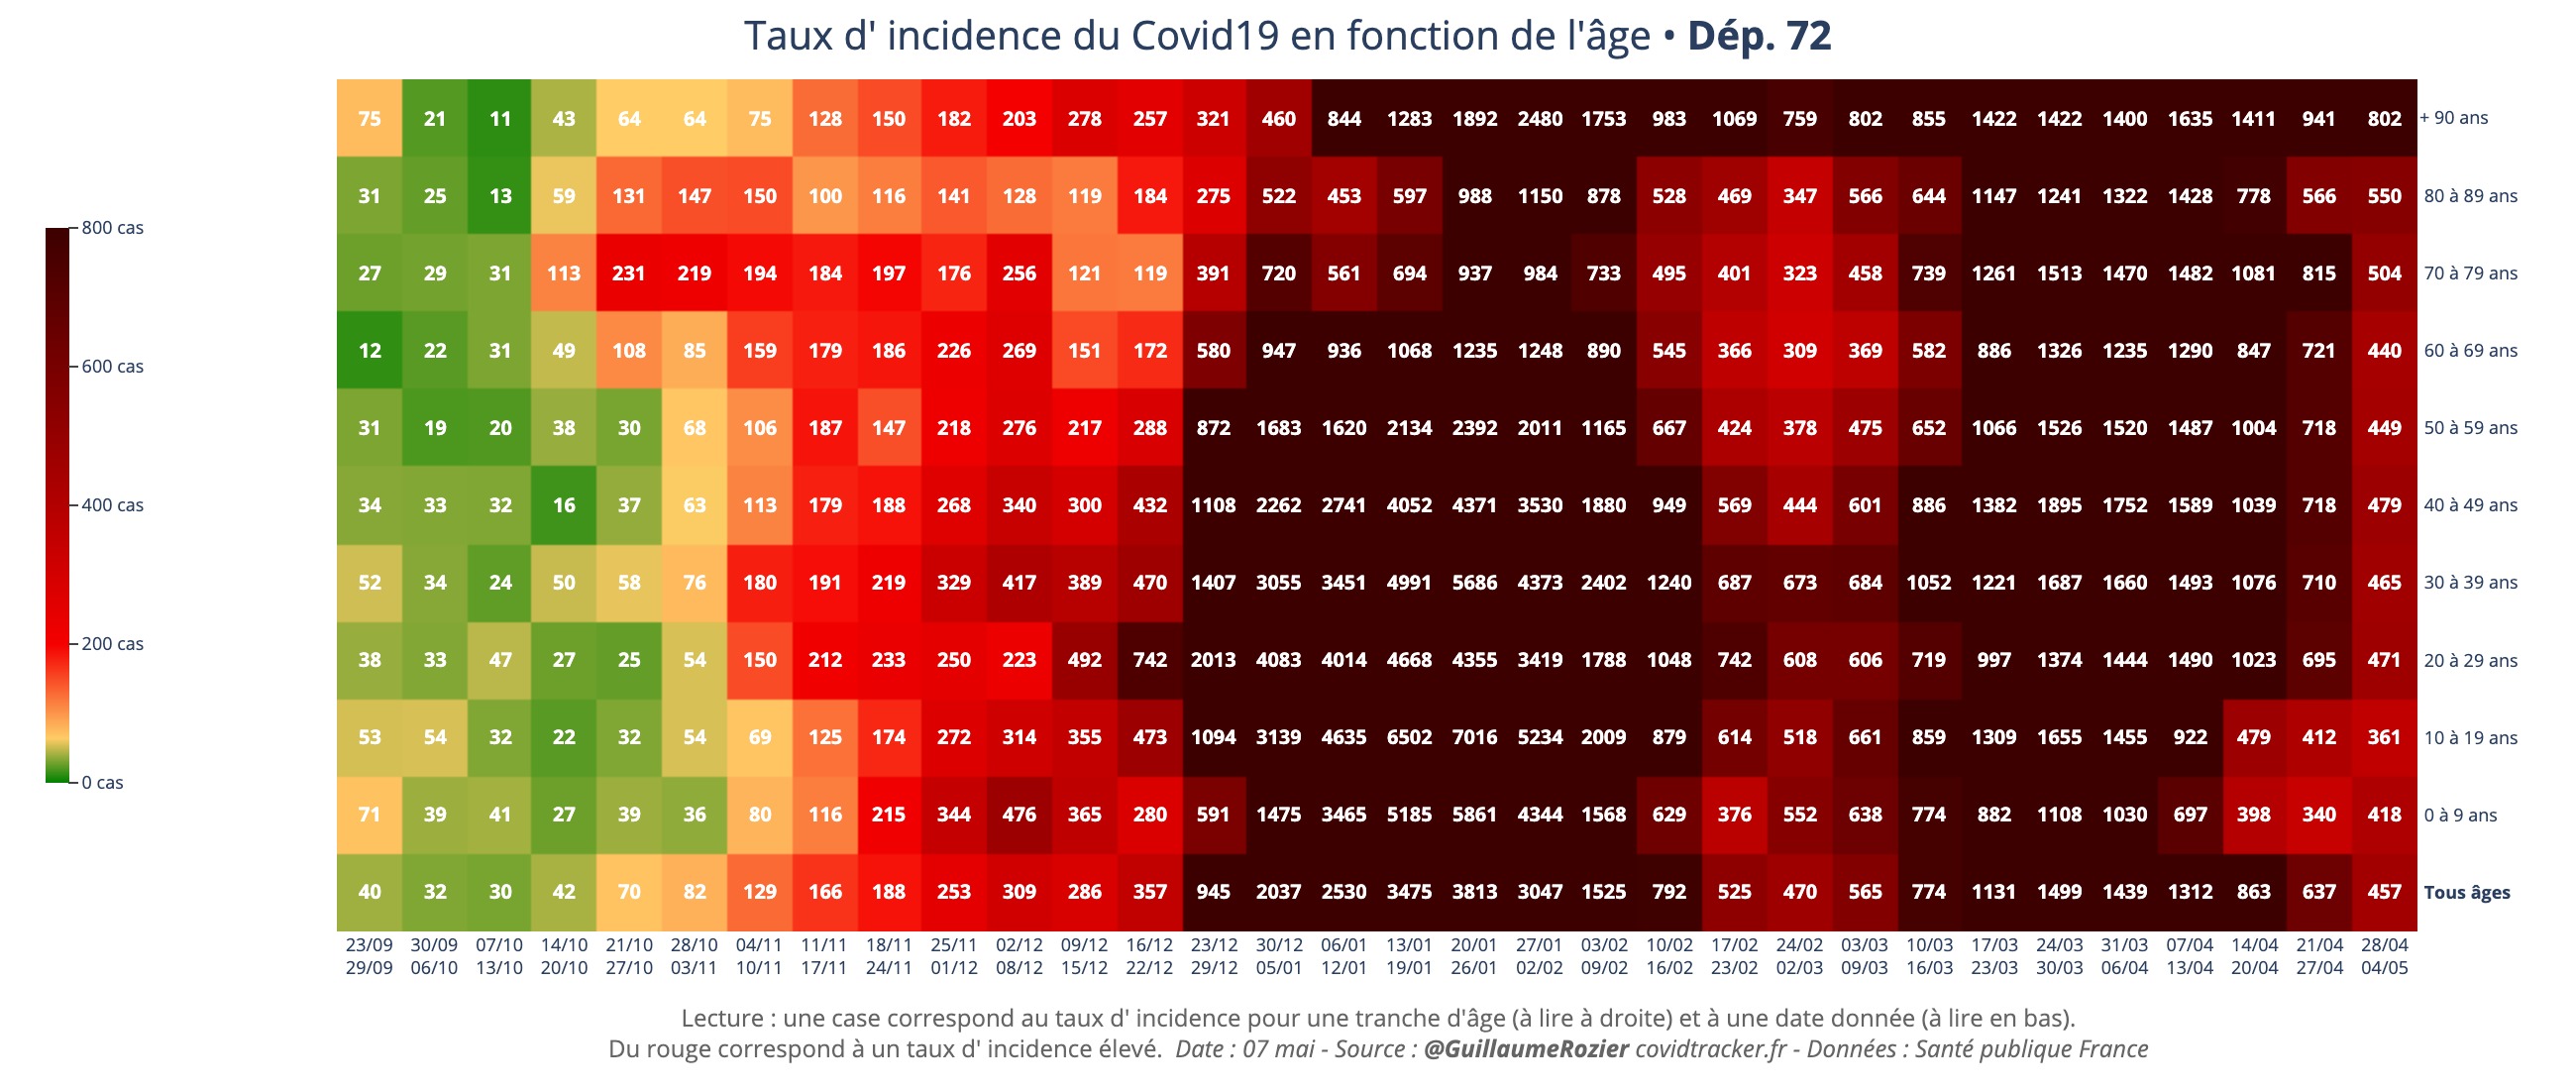 Taux d' incidence du Covid19 en fonction de l'âge • Dép. 72
800 cas
600 cas
400 cas
200 cas
0 cas
75 21 11 43 64 64 75 128 150 182 203 278 257 321 460 844 1283 1892 2480 1753 983 1069 759 802 855 1422 1422 1400 1635 1411 941 802 + 90 ans
31 25 13 59 131 147 150 100 116 141 128 119 184 275 522 453 597 988 1150 878 528 469 347 566 644 1147 1241 1322 1428 778 566 550 80 à 89 ans
27 29 31 113 231 219 194 184 197 176 256 121 119 391 720 561 694 937 984 733 495 401 323 458 739 1261 1513 1470 1482 1081 815 504 70 à 79 ans
12 22 31 49 108 85 159 179 186 226 269 151 172 580 947 936 1068 1235 1248 890 545 366 309 369 582 886 1326 1235 1290 847 721 440 60 à 69 ans
31 19 20 38 30 68 106 187 147 218 276 217 288 872 1683 1620 2134 2392 2011 1165 667 424 378 475 652 1066 1526 1520 1487 1004 718 449 50 à 59 ans
34 33 32 16 37 63 113 179 188 268 340 300 432 1108 2262 2741 4052 4371 3530 1880 949 569 444 601 886 1382 1895 1752 1589 1039 718 479 40 à 49 ans
52 34 24 50 58 76 180 191 219 329 417 389 470 1407 3055 3451 4991 5686 4373 2402 1240 687 673 684 1052 1221 1687 1660 1493 1076 710 465 30 à 39 ans
38 33 47 27 25 54 150 212 233 250 223 492 742 2013 4083 4014 4668 4355 3419 1788 1048 742 608 606 719 997 1374 1444 1490 1023 695 471 20 à 29 ans
53 54 32 22 32 54 69 125 174 272 314 355 473 1094 3139 4635 6502 7016 5234 2009 879 614 518 661 859 1309 1655 1455 922 479 412 361 10 à 19 ans
71 39 41 27 39 36 80 116 215 344 476 365 280 591 1475 3465 5185 5861 4344 1568 629 376 552 638 774 882 1108 1030 697 398 340 418 0 à 9 ans
40 32 30 42 70 82 129 166 188 253 309 286 357 945 2037 2530 3475 3813 3047 1525 792 525 470 565 774 1131 1499 1439 1312 863 637 457 Tous âges
23/09 30/09 07/10 14/10 21/10 28/10 04/11 11/11 18/11 25/11 02/12 09/12 16/12 23/12 30/12 06/01 13/01 20/01 27/01 03/02 10/02 17/02 24/02 03/03 10/03 17/03 24/03 31/03 07/04 14/04 21/04 28/04
29/09 06/10 13/10 20/10 27/10 03/11 10/11 17/11 24/11 01/12 08/12 15/12 22/12 29/12 05/01 12/01 19/01 26/01 02/02 09/02 16/02 23/02 02/03 09/03 16/03 23/03 30/03 06/04 13/04 20/04 27/04 04/05
Lecture : une case correspond au taux d' incidence pour une tranche d'âge (à lire à droite) et à une date donnée (à lire en bas).
Du rouge correspond à un taux d' incidence élevé. Date : 07 mai - Source : @GuillaumeRozier covidtracker.fr - Données : Santé publique France